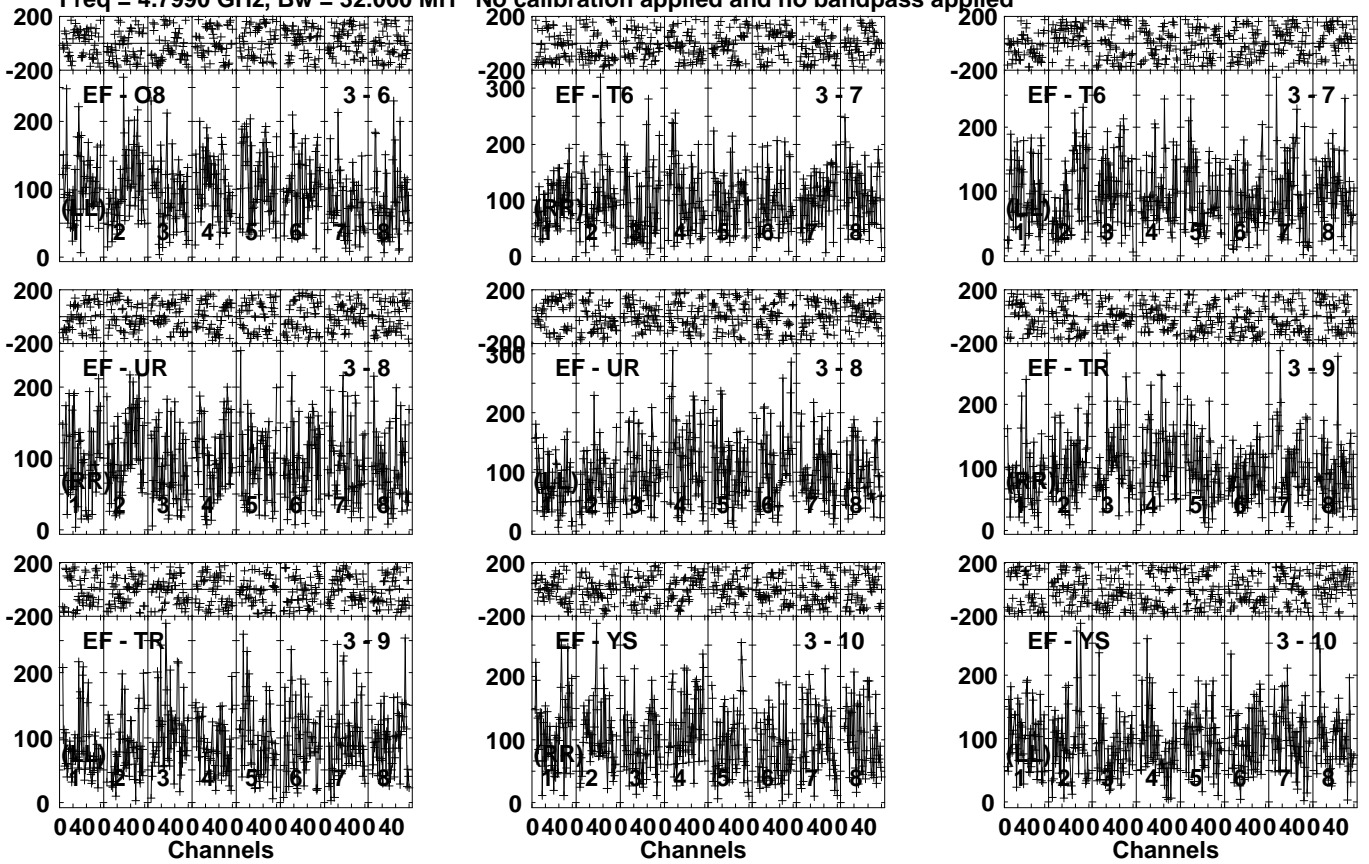 Freq = 4.7990 GHz, Bw = 32.000 MH No calibration applied and no bandpass applied
200 200 200
-200 -200 -200
EF - O8 3 - 6 EF - T6 3 - 7 EF - T6 3 - 7
300
200 200 200
100 100 100
(LL) (RR) (LL)
1 2 3 4 5 6 7 8 1 2 3 4 5 6 7 8 1 2 3 4 5 6 7 8
0 0 0
200 200 200
-200 -200 -200
300
EF - UR 3 - 8 EF - UR 3 - 8 EF - TR 3 - 9
200 200 200
100 100 100
(RR) (LL) (RR)
1 2 3 4 5 6 7 8 1 2 3 4 5 6 7 8 1 2 3 4 5 6 7 8
0 0 0
200 200 200
-200 -200 -200
EF - TR 3 - 9 EF - YS 3 - 10 EF - YS 3 - 10
200 200 200
100 100 100
(LL) (RR) (LL)
1 2 3 4 5 6 7 8 1 2 3 4 5 6 7 8 1 2 3 4 5 6 7 8
0 0 0
0 40 0 40 0 40 0 40 0 40 0 40 0 40 0 40 0 40 0 40 0 40 0 40 0 40 0 40 0 40 0 40 0 40 0 40 0 40 0 40 0 40 0 40 0 40 0 40
Channels Channels Channels